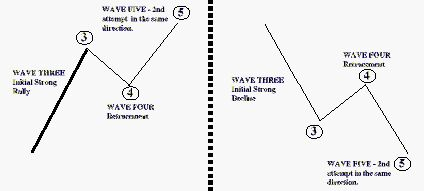 WAVE FIVE - 2nd
attempt in the same
direction.
5
3
WAVE THREE
Initial Strong
Rally
4
WAVE FOUR
Retracement
WAVE THREE
Initial Strong
Decline
WAVE FOUR
Retracement
4
3
WAVE FIVE - 2nd
attempt in the same
direction.
5